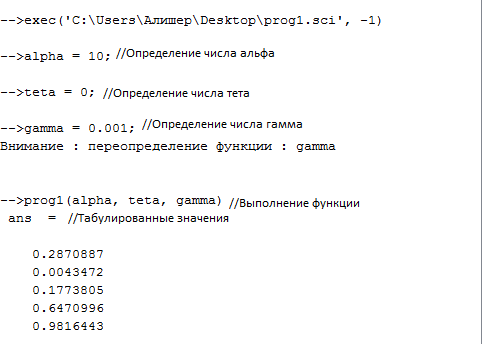 -->exec('C:\Users\Алишер\Desktop\prog1.sci', -1)
-->alpha = 10; //Определение числа альфа
-->teta = 0; //Определение числа тета
-->gamma = 0.001; //Определение числа гамма
Внимание : переопределение функции : gamma
-->prog1(alpha, teta, gamma) //Выполнение функции
ans = //Табулированные значения
0.2870887
0.0043472
0.1773805
0.6470996
0.9816443